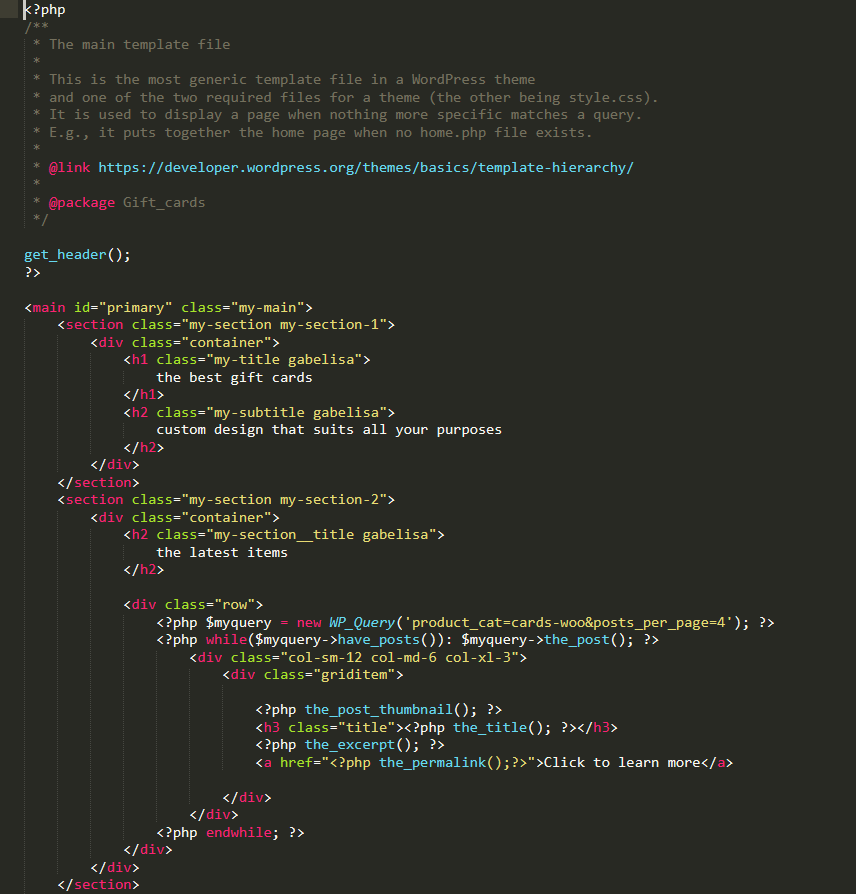 <?php
/**
 * The main template file
 *
 * This is the most generic template file in a WordPress theme
 * and one of the two required files for a theme (the other being style.css).
 * It is used to display a page when nothing more specific matches a query.
 * E.g., it puts together the home page when no home.php file exists.
 *
 * @link https://developer.wordpress.org/themes/basics/template-hierarchy/
 *
 * @package Gift_cards
 */

get_header();
?>

<main id="primary" class="my-main">
    <section class="my-section my-section-1">
        <div class="container">
            <h1 class="my-title gabelisa">
                the best gift cards
            </h1>
            <h2 class="my-subtitle gabelisa">
                custom design that suits all your purposes
            </h2>
        </div>
    </section>
    <section class="my-section my-section-2">
        <div class="container">
            <h2 class="my-section__title gabelisa">
                the latest items
            </h2>

            <div class="row">
                <?php $myquery = new WP_Query('product_cat=cards-woo&posts_per_page=4'); ?>
                <?php while($myquery->have_posts()): $myquery->the_post(); ?>
                    <div class="col-sm-12 col-md-6 col-xl-3">
                        <div class="griditem">

                            <?php the_post_thumbnail(); ?>
                            <h3 class="title"><?php the_title(); ?></h3>
                            <?php the_excerpt(); ?>
                            <a href="<?php the_permalink();?>">Click to learn more</a>

                        </div>
                    </div>
                <?php endwhile; ?>
            </div>
        </div>
    </section>